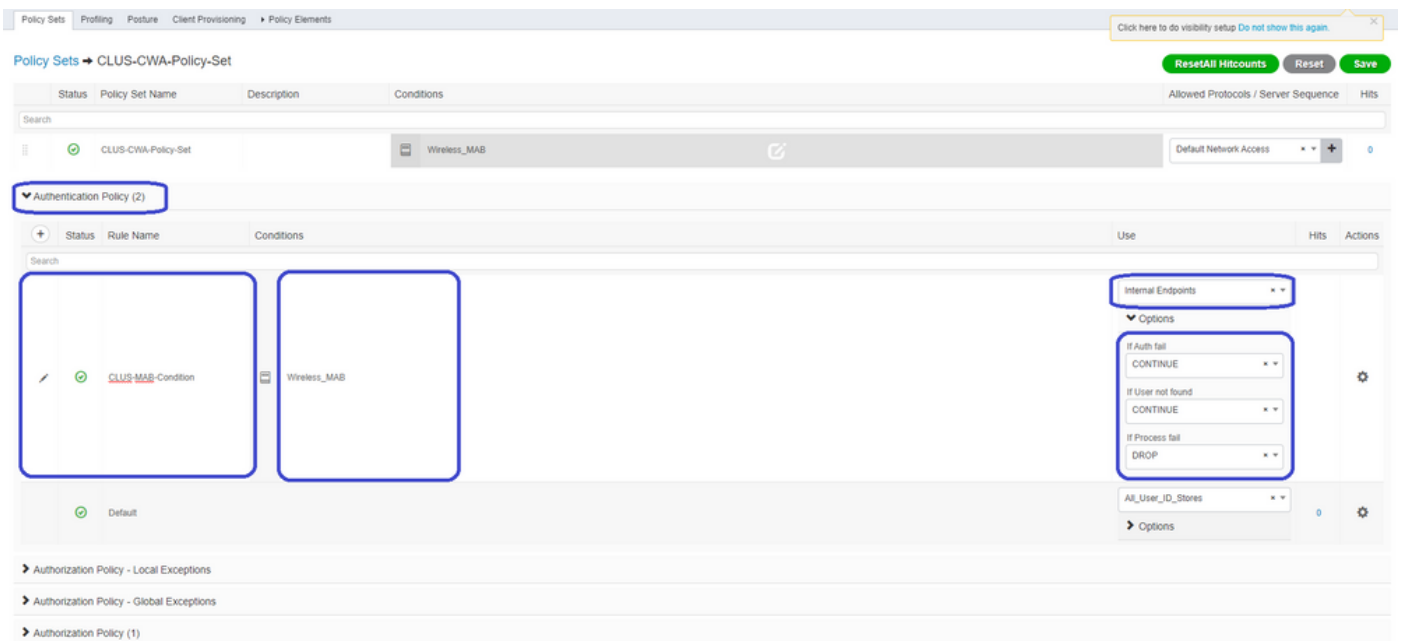 Policy Sets Profiling Posture Client Provisioning Policy Elements
Click here to do visibility setup Do not show this again.
Policy Sets → CLUS-CWA-Policy-Set
ResetAll Hitcounts Reset Save
Status Policy Set Name Description Conditions Allowed Protocols / Server Sequence Hits
Search
CLUS-CWA-Policy-Set Wireless_MAB Default Network Access 0
Authentication Policy (2)
Status Rule Name Conditions Use Hits Actions
Search
Internal Endpoints
Options
If Auth fail
CONTINUE
CLUS-MAB-Condition Wireless_MAB
If User not found
CONTINUE
If Process fail
DROP
All_User_ID_Stores
Default 0
Options
Authorization Policy - Local Exceptions
Authorization Policy - Global Exceptions
Authorization Policy (1)